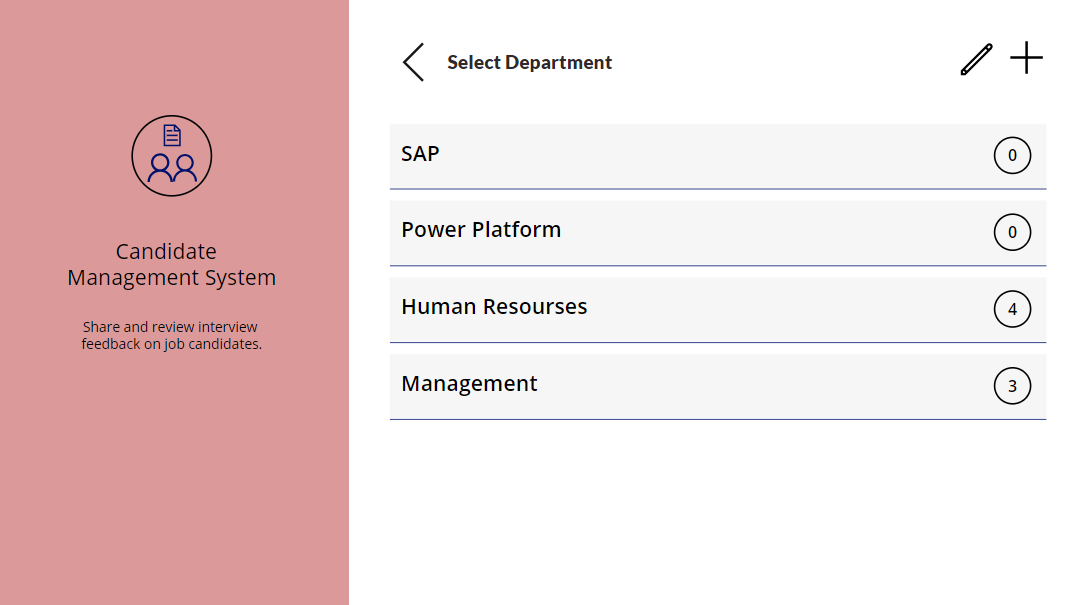 Candidate
Management System
Share and review interview
feedback on job candidates.
Select Department
SAP
0
Power Platform
0
Human Resourses
4
Management
3